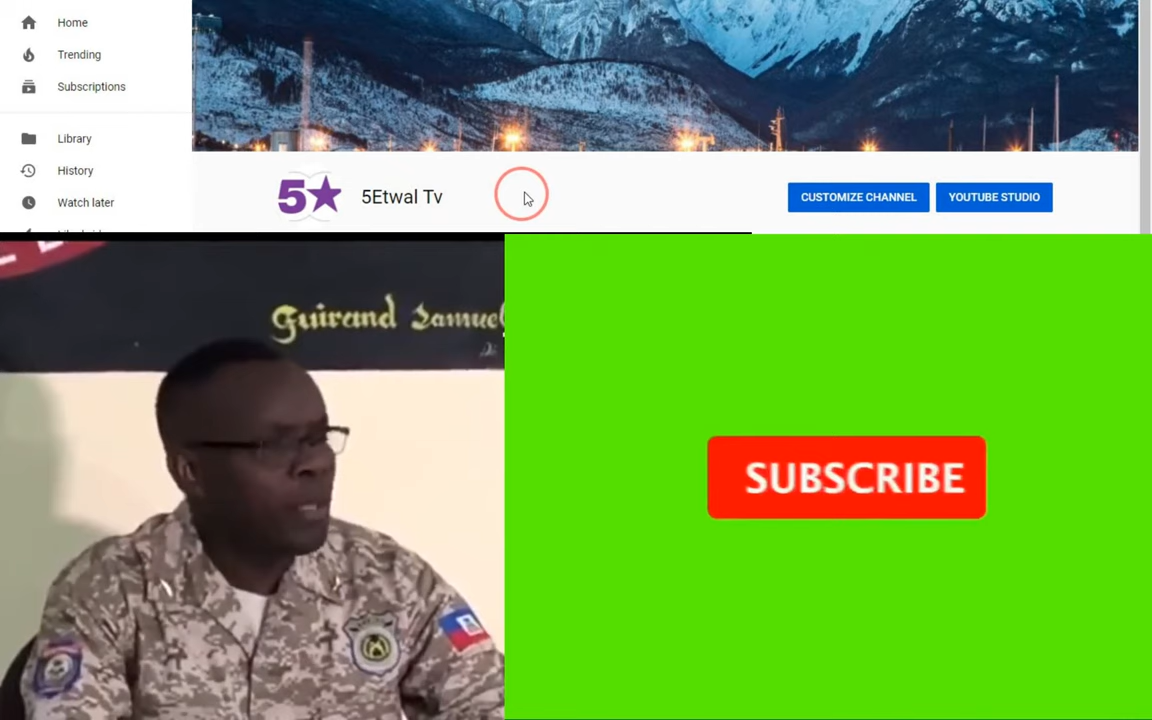 Home
Trending
Subscriptions
Library
History
Watch later
5★ 5Etwal Tv
CUSTOMIZE CHANNEL
YOUTUBE STUDIO
Guirand Samuel
SUBSCRIBE